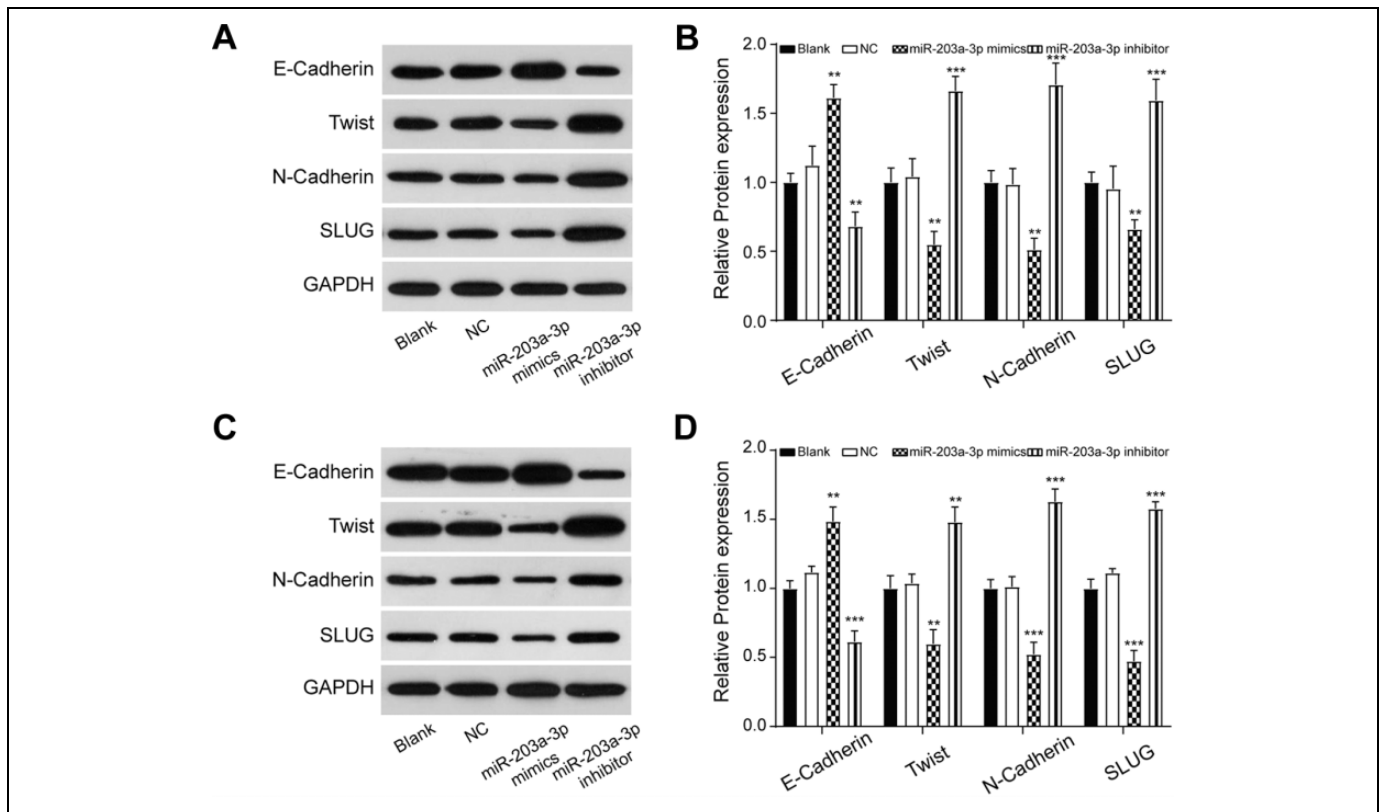 A
E-Cadherin
Twist
N-Cadherin
SLUG
GAPDH
Blank
NC
miR-203a-3p
mimics
miR-203a-3p
inhibitor
B
Blank NC miR-203a-3p mimics miR-203a-3p inhibitor
Relative Protein expression
2.0
1.5
1.0
0.5
0.0
** ** ** *** ** *** ** ***
E-Cadherin
Twist
N-Cadherin
SLUG
C
E-Cadherin
Twist
N-Cadherin
SLUG
GAPDH
Blank
NC
miR-203a-3p
mimics
miR-203a-3p
inhibitor
D
Blank NC miR-203a-3p mimics miR-203a-3p inhibitor
Relative Protein expression
2.0
1.5
1.0
0.5
0.0
** *** ** ** *** *** *** ***
E-Cadherin
Twist
N-Cadherin
SLUG